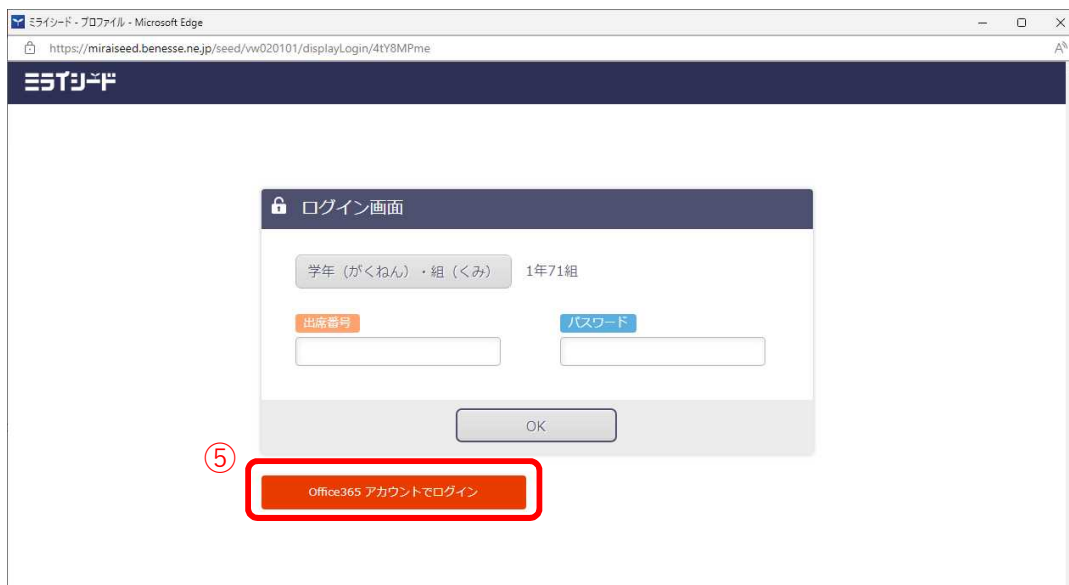 ミライシード - プロファイル - Microsoft Edge
https://miraiseed.benesse.ne.jp/seed/vw020101/displayLogin/4tY8MPme
ミライシード
ログイン画面
学年（がくねん）・組（くみ） 1年71組
出席番号 パスワード
OK
⑤
Office365 アカウントでログイン